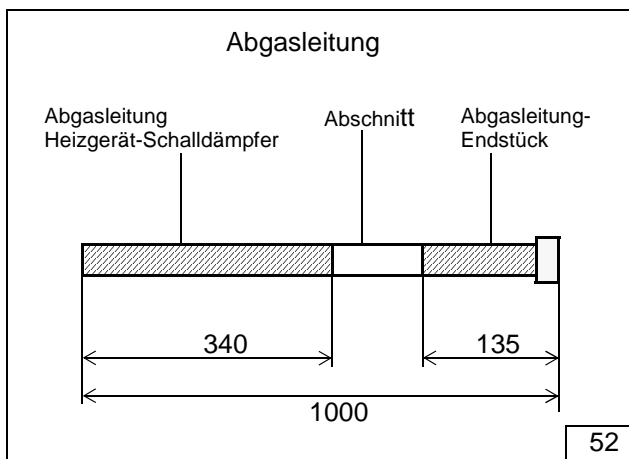 Abgasleitung
Abgasleitung
Heizgerät-Schalldämpfer
Abschnitt
Abgasleitung-
Endstück
340
135
1000
52